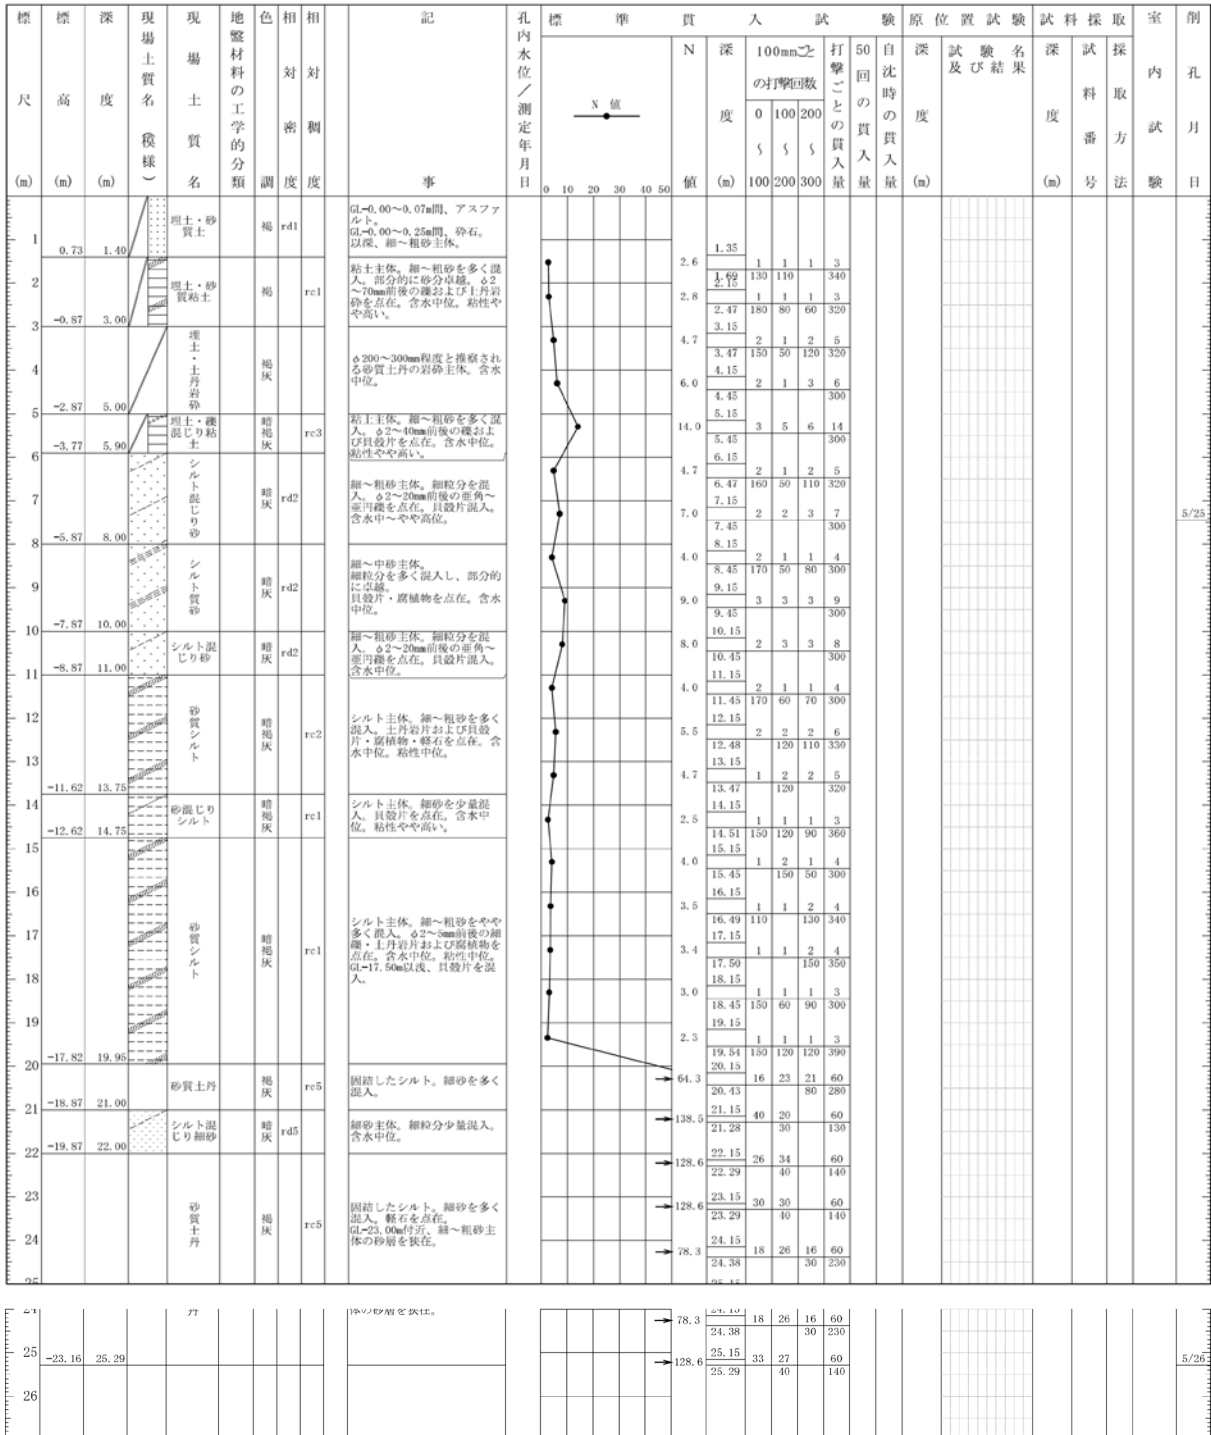 標尺(m)
標高(m)
深度(m)
現場土質名(模様)
現場土質名
地盤材料の工学的分類
色調
相対密度
相対稠度
記事
孔内水位/測定年月日
標準貫入試験
N 値
0 10 20 30 40 50
N値
深度(m)
100mmごとの打撃回数
0〜100
100〜200
200〜300
打撃ごとの貫入量
50回の貫入量
自沈時の貫入量
原位置試験
深度(m)
試験名及び結果
試料採取
深度(m)
試料番号
採取方法
室内試験
削孔月日
1
0.73 1.40
埋土・砂質土
褐 rd1
GL-0.00〜0.07m間、アスファ
ルト。
GL-0.00〜0.25m間、砕石。
以深、細〜粗砂主体。
2
-0.87 3.00
埋土・砂質粘土
褐 rc1
粘土主体。細〜粗砂を多く混
入。部分的に砂分卓越。φ2
〜70mm前後の礫および土丹岩
砕を点在。含水中位。粘性や
や高い。
3
4
-2.87 5.00
埋土・土丹岩砕
褐灰
φ200〜300mm程度と推察され
る砂質土丹の岩砕主体。含水
中位。
5
-3.77 5.90
埋土・礫混じり粘土
暗褐灰 rc3
粘土主体。細〜粗砂を多く混
入。φ2〜40mm前後の礫およ
び貝殻片を点在。含水中位。
粘性やや高い。
6
7
-5.87 8.00
シルト混じり砂
暗灰 rd2
細〜粗砂主体。細粒分を混
入。φ2〜20mm前後の亜角〜
亜円礫を点在。貝殻片混入。
含水中〜やや高位。
8
9
-7.87 10.00
シルト質砂
暗灰 rd2
細〜中砂主体。
細粒分を多く混入し、部分的
に卓越。
貝殻片・腐植物を点在。含水
中位。
10
-8.87 11.00
シルト混じり砂
暗灰 rd2
細〜粗砂主体。細粒分を混
入。φ2〜20mm前後の亜角〜
亜円礫を点在。貝殻片混入。
含水中位。
11
12
13
-11.62 13.75
砂質シルト
暗褐灰 rc2
シルト主体。細〜粗砂を多く
混入。土丹岩片および貝殻
片・腐植物・軽石を点在。含
水中位。粘性中位。
14
-12.62 14.75
砂混じりシルト
暗褐灰 rc1
シルト主体。細砂を少量混
入。貝殻片を点在。含水中
位。粘性やや高い。
15
16
17
18
19
-17.82 19.95
砂質シルト
暗褐灰 rc1
シルト主体。細〜粗砂をやや
多く混入。φ2〜5mm前後の細
礫・土丹岩片および腐植物を
点在。含水中位。粘性中位。
GL-17.50m以浅、貝殻片を混
入。
20
-18.87 21.00
砂質土丹
褐灰 rc5
固結したシルト。細砂を多く
混入。
21
-19.87 22.00
シルト混じり細砂
暗灰 rd5
細砂主体。細粒分少量混入。
含水中位。
22
23
24
25
砂質土丹
褐灰 rc5
固結したシルト。細砂を多く
混入。軽石を点在。
GL-23.00m付近、細〜粗砂主
体の砂層を狭在。
2.6 1.35 1 1 1 3
1.69 130 110 340
2.8 2.15 1 1 1 3
2.47 180 80 60 320
4.7 3.15 2 1 2 5
3.47 150 50 120 320
6.0 4.15 2 1 3 6
4.45 300
14.0 5.15 3 5 6 14
5.45 300
4.7 6.15 2 1 2 5
6.47 160 50 110 320
7.0 7.15 2 2 3 7
7.45 300
5/25
4.0 8.15 2 1 1 4
8.45 170 50 80 300
9.0 9.15 3 3 3 9
9.45 300
8.0 10.15 2 3 3 8
10.45 300
4.0 11.15 2 1 1 4
11.45 170 60 70 300
5.5 12.15 2 2 2 6
12.48 120 110 330
4.7 13.15 1 2 2 5
13.47 120 320
2.5 14.15 1 1 1 3
14.51 150 120 90 360
4.0 15.15 1 2 1 4
15.45 150 50 300
3.5 16.15 1 1 2 4
16.49 110 130 340
3.4 17.15 1 1 2 4
17.50 150 350
3.0 18.15 1 1 1 3
18.45 150 60 90 300
2.3 19.15 1 1 1 3
19.54 150 120 120 390
64.3 20.15 16 23 21 60
20.43 80 280
138.5 21.15 40 20 60
21.28 30 130
128.6 22.15 26 34 60
22.29 40 140
128.6 23.15 30 30 60
23.29 40 140
78.3 24.15 18 26 16 60
24.38 30 230
25.15
24
丹
体の砂層を狭在。
78.3 24.15 18 26 16 60
24.38 30 230
25
-23.16 25.29
128.6 25.15 33 27 60
25.29 40 140
5/26
26